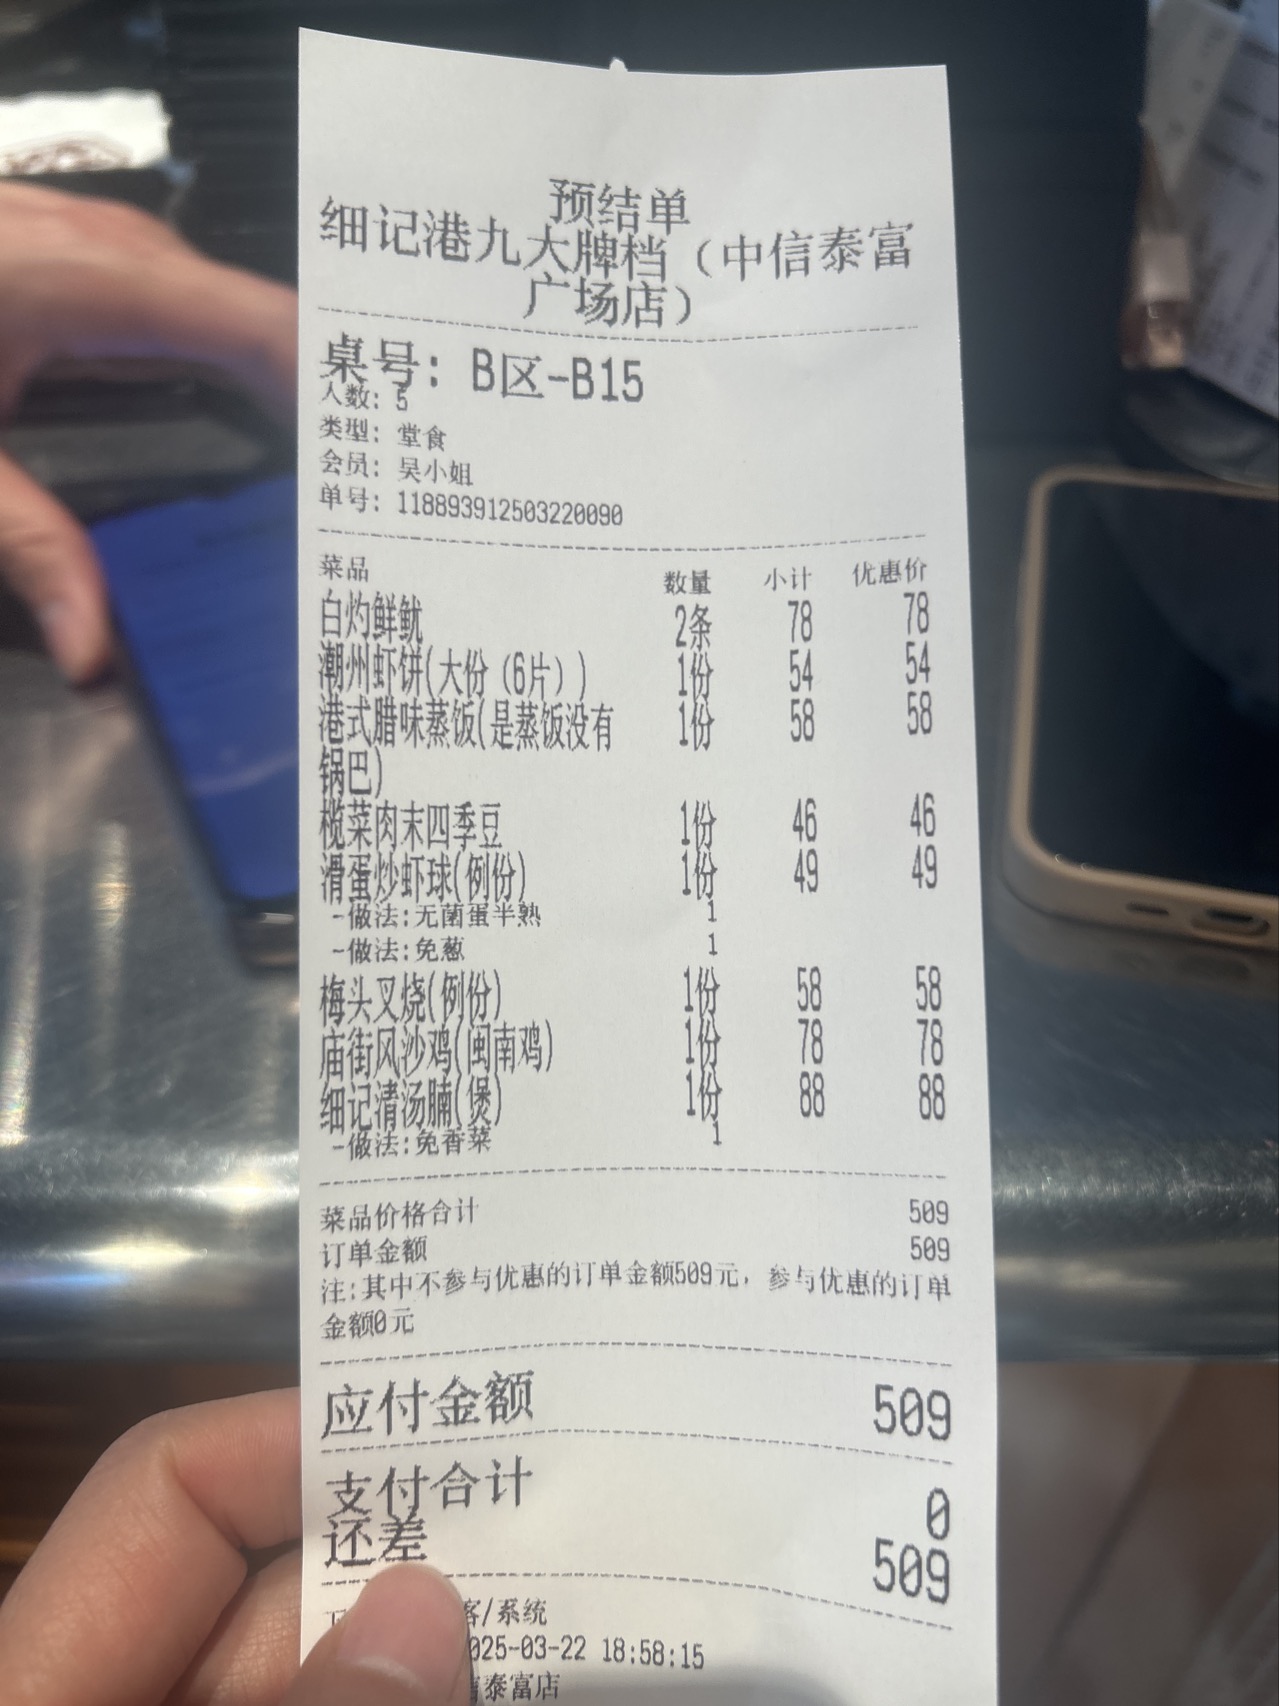 预结单
细记港九大牌档（中信泰富
广场店）
桌号: B区-B15
人数: 5
类型: 堂食
会员: 吴小姐
单号: 118893912503220090
菜品 数量 小计 优惠价
白灼鲜鱿 2条 78 78
潮州虾饼(大份（6片）) 1份 54 54
港式腊味蒸饭(是蒸饭没有 1份 58 58
锅巴)
榄菜肉末四季豆 1份 46 46
滑蛋炒虾球(例份) 1份 49 49
-做法:无菌蛋半熟 1
-做法:免葱 1
梅头叉烧(例份) 1份 58 58
庙街风沙鸡(闽南鸡) 1份 78 78
细记清汤腩(煲) 1份 88 88
-做法:免香菜 1
菜品价格合计 509
订单金额 509
注:其中不参与优惠的订单金额509元，参与优惠的订单
金额0元
应付金额 509
支付合计 0
还差 509
客/系统
025-03-22 18:58:15
泰富店